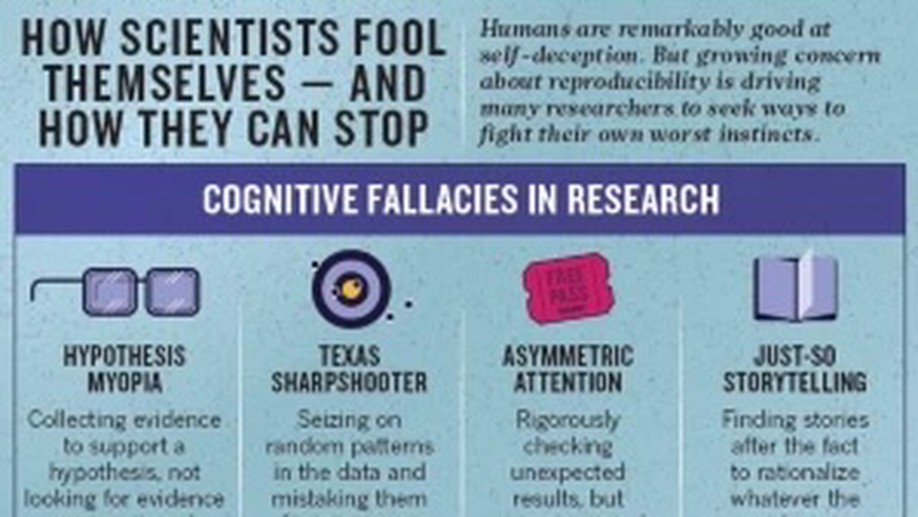 HOW SCIENTISTS FOOL
THEMSELVES — AND
HOW THEY CAN STOP
Humans are remarkably good at
self-deception. But growing concern
about reproducibility is driving
many researchers to seek ways to
fight their own worst instincts.
COGNITIVE FALLACIES IN RESEARCH
HYPOTHESIS
MYOPIA
Collecting evidence
to support a
hypothesis, not
looking for evidence
TEXAS
SHARPSHOOTER
Seizing on
random patterns
in the data and
mistaking them
FREE
PASS
ASYMMETRIC
ATTENTION
Rigorously
checking
unexpected
results, but
JUST-SO
STORYTELLING
Finding stories
after the fact
to rationalize
whatever the